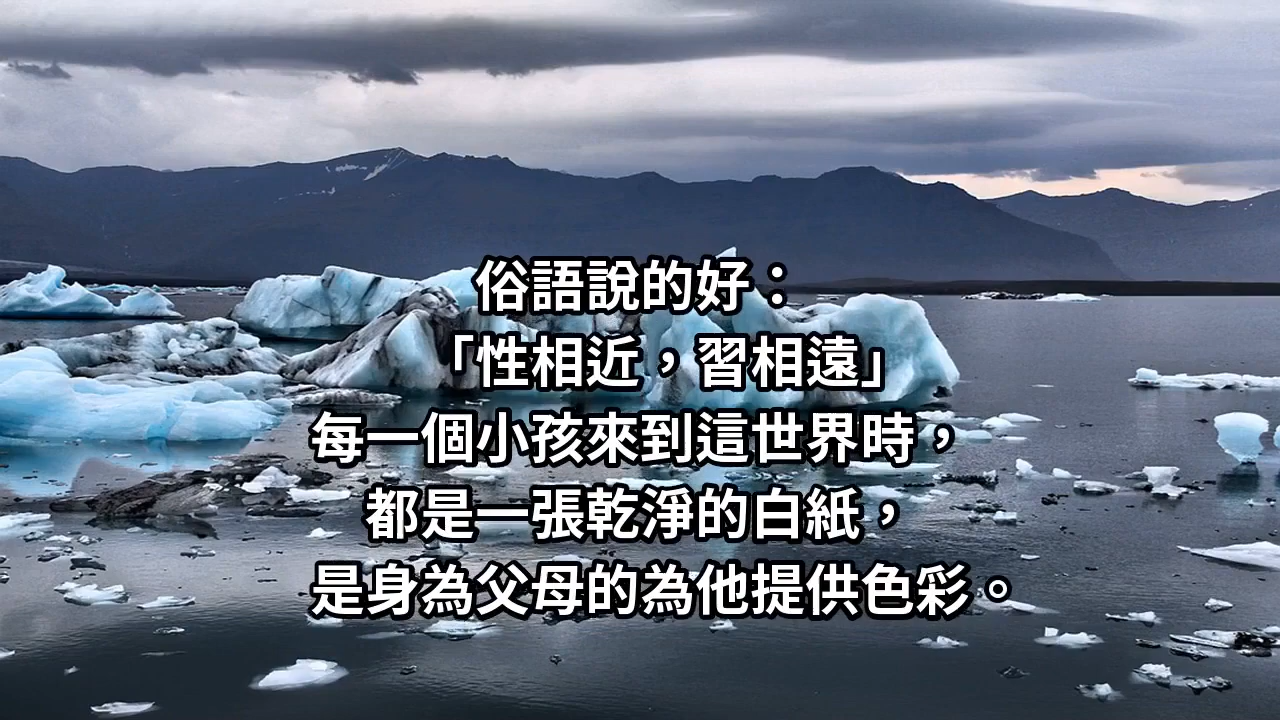 俗語說的好：
「性相近，習相遠」
每一個小孩來到這世界時，
都是一張乾淨的白紙，
是身為父母的為他提供色彩。